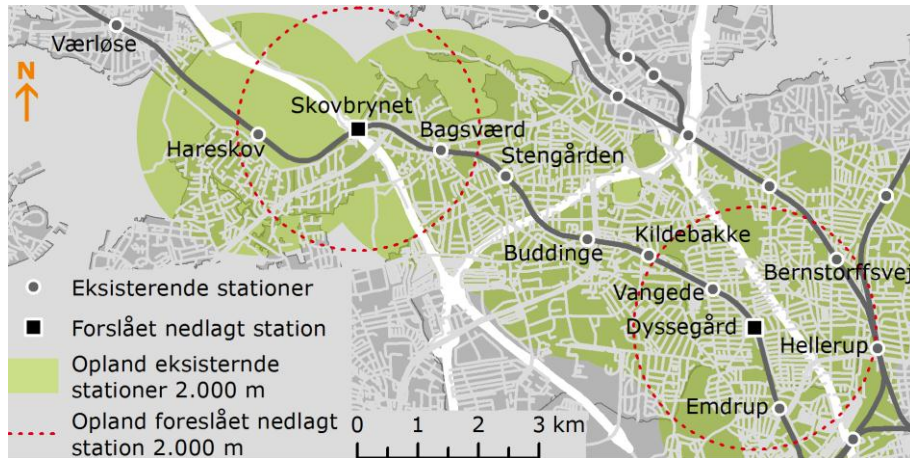 Værløse
N
Skovbrynet
Hareskov
Bagsværd
Stengården
Buddinge
Kildebakke
Vangede
Bernstorffsvej
Dyssegård
Hellerup
Emdrup
Eksisterende stationer
Forslået nedlagt station
Opland eksisternde
stationer 2.000 m
Opland foreslået nedlagt
station 2.000 m
0 1 2 3 km